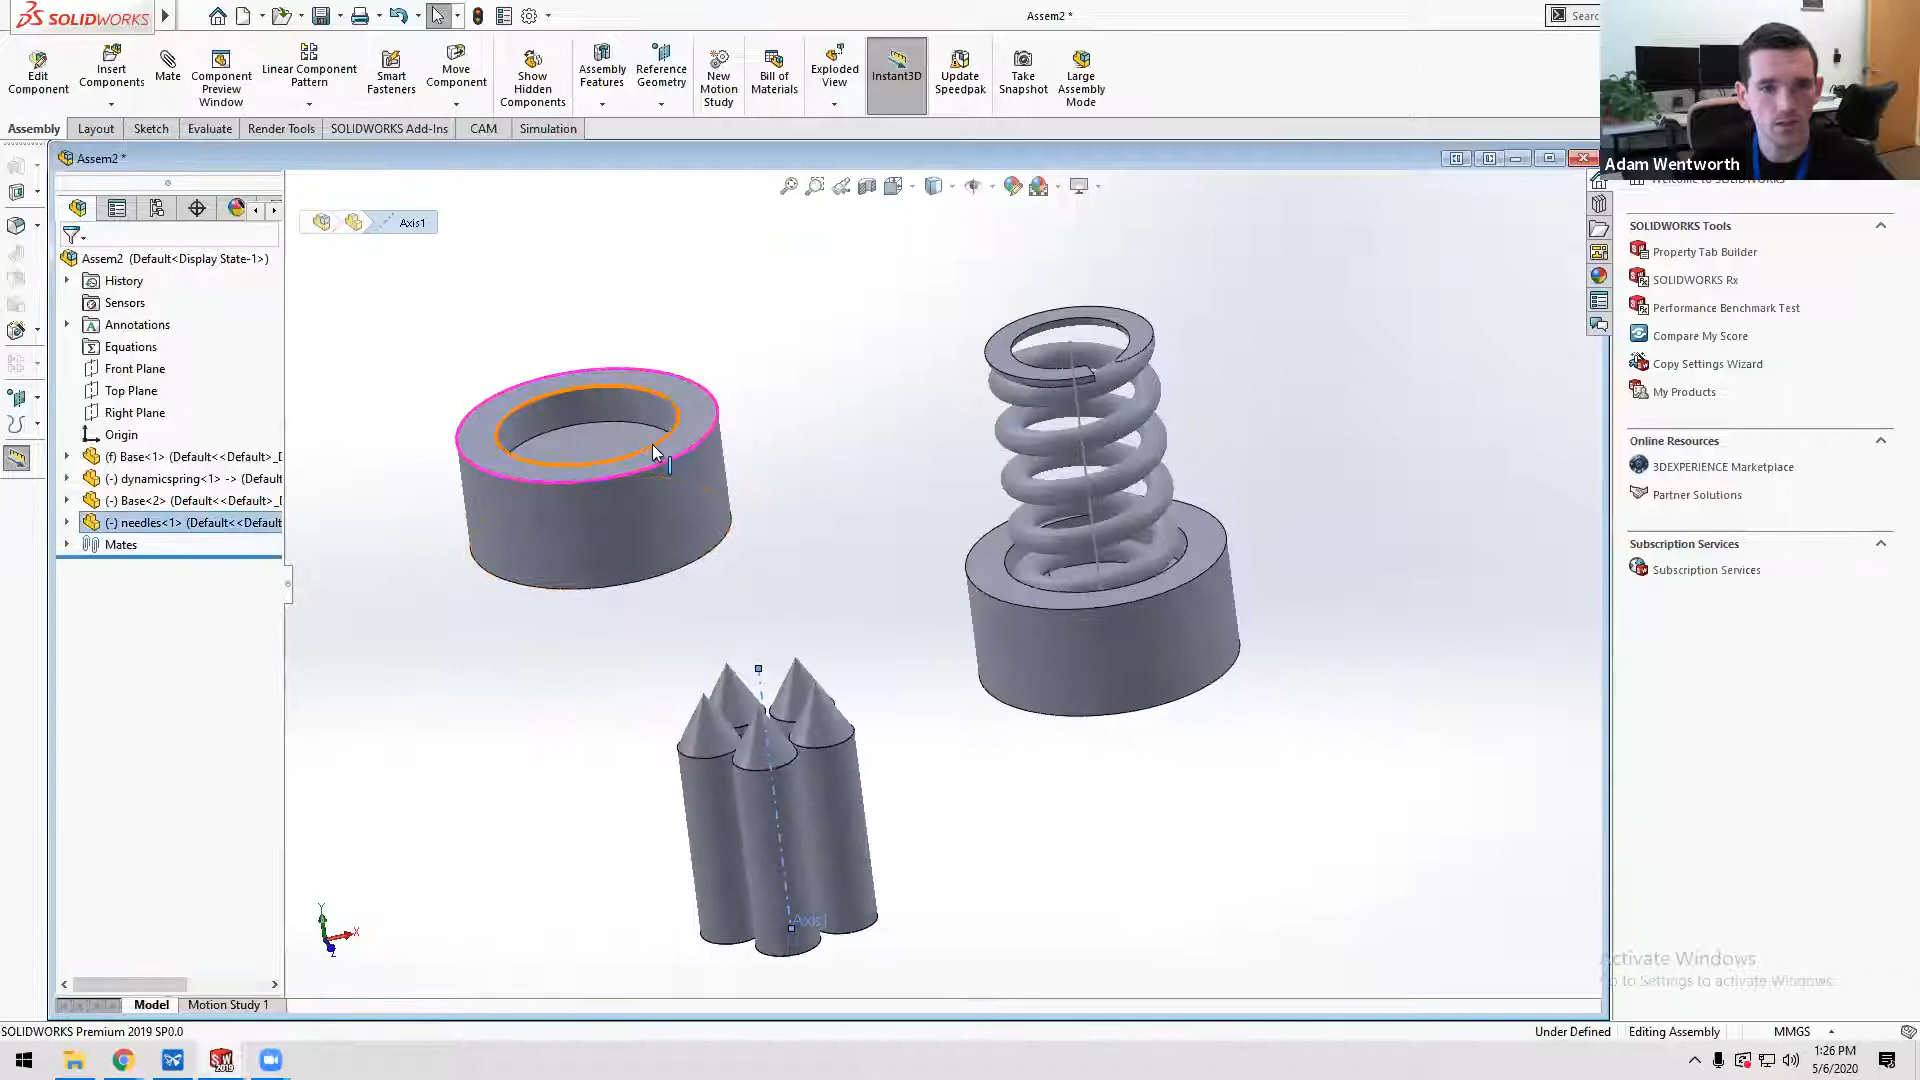 SOLIDWORKS
Assem2 *
Searc
Edit Component
Insert Components
Mate
Component Preview Window
Linear Component Pattern
Smart Fasteners
Move Component
Show Hidden Components
Assembly Features
Reference Geometry
New Motion Study
Bill of Materials
Exploded View
Instant3D
Update Speedpak
Take Snapshot
Large Assembly Mode
Assembly
Layout
Sketch
Evaluate
Render Tools
SOLIDWORKS Add-Ins
CAM
Simulation
Adam Wentworth
Assem2 *
Axis1
Assem2 (Default<Display State-1>)
History
Sensors
Annotations
Equations
Front Plane
Top Plane
Right Plane
Origin
(f) Base<1> (Default<<Default>_D
(-) dynamicspring<1> -> (Defaul
(-) Base<2> (Default<<Default>_D
(-) needles<1> (Default<<Default
Mates
Axis1
Y
X
Z
SOLIDWORKS Tools
Property Tab Builder
SOLIDWORKS Rx
Performance Benchmark Test
Compare My Score
Copy Settings Wizard
My Products
Online Resources
3DEXPERIENCE Marketplace
Partner Solutions
Subscription Services
Subscription Services
Activate Windows
Go to Settings to activate Windows.
Model
Motion Study 1
SOLIDWORKS Premium 2019 SP0.0
Under Defined
Editing Assembly
MMGS
SW
2019
1:26 PM
5/6/2020